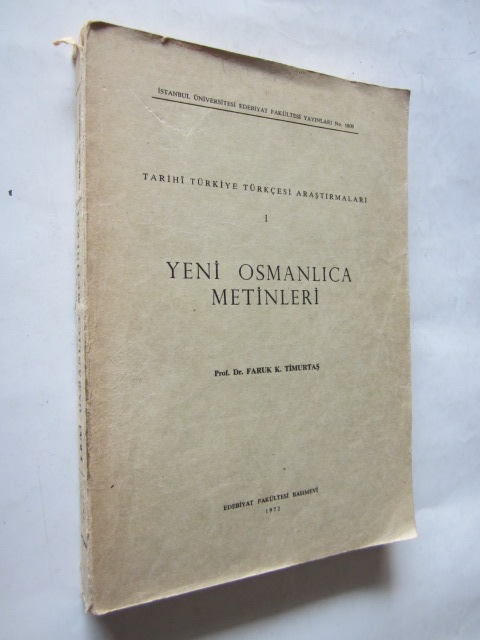 İSTANBUL ÜNİVERSİTESİ EDEBİYAT FAKÜLTESİ YAYINLARI No.
TARİHÎ TÜRKİYE TÜRKÇESİ ARAŞTIRMALARI
I
YENİ OSMANLICA
METİNLERİ
Prof. Dr. FARUK K. TİMURTAŞ
EDEBİYAT FAKÜLTESİ BASIMEVİ
1972